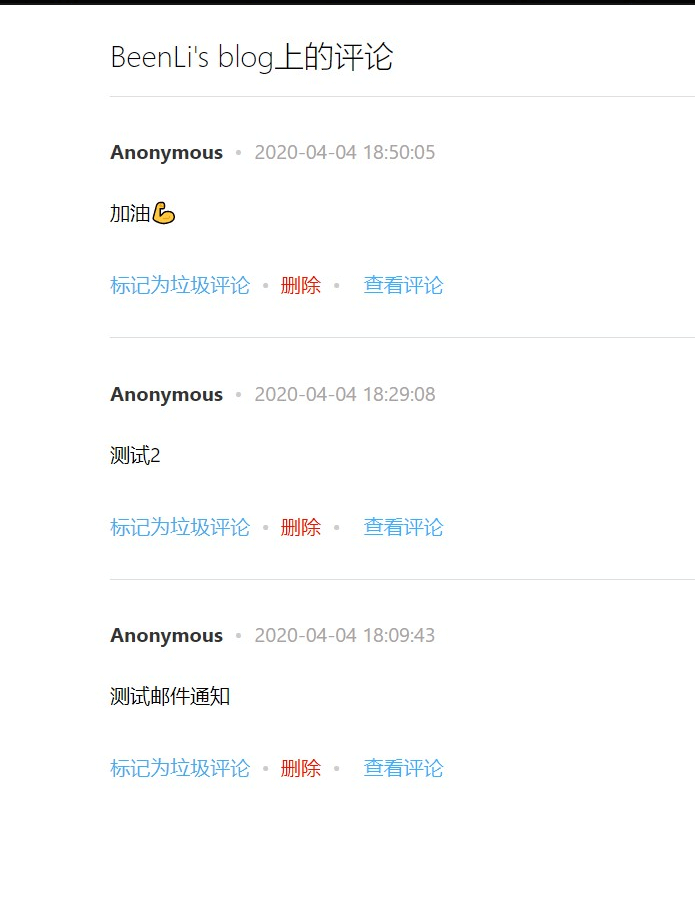 BeenLi's blog上的评论
Anonymous • 2020-04-04 18:50:05
加油💪
标记为垃圾评论 • 删除 • 查看评论
Anonymous • 2020-04-04 18:29:08
测试2
标记为垃圾评论 • 删除 • 查看评论
Anonymous • 2020-04-04 18:09:43
测试邮件通知
标记为垃圾评论 • 删除 • 查看评论